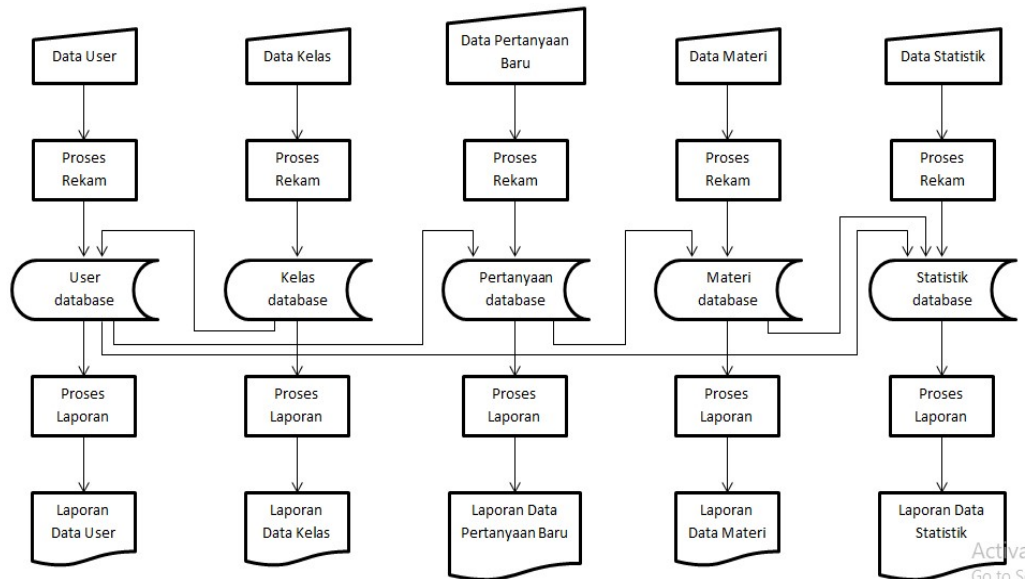 Data User
Data Kelas
Data Pertanyaan
Baru
Data Materi
Data Statistik
Proses
Rekam
Proses
Rekam
Proses
Rekam
Proses
Rekam
Proses
Rekam
User
database
Kelas
database
Pertanyaan
database
Materi
database
Statistik
database
Proses
Laporan
Proses
Laporan
Proses
Laporan
Proses
Laporan
Proses
Laporan
Laporan
Data User
Laporan
Data Kelas
Laporan Data
Pertanyaan Baru
Laporan
Data Materi
Laporan Data
Statistik
Activa
Go to S